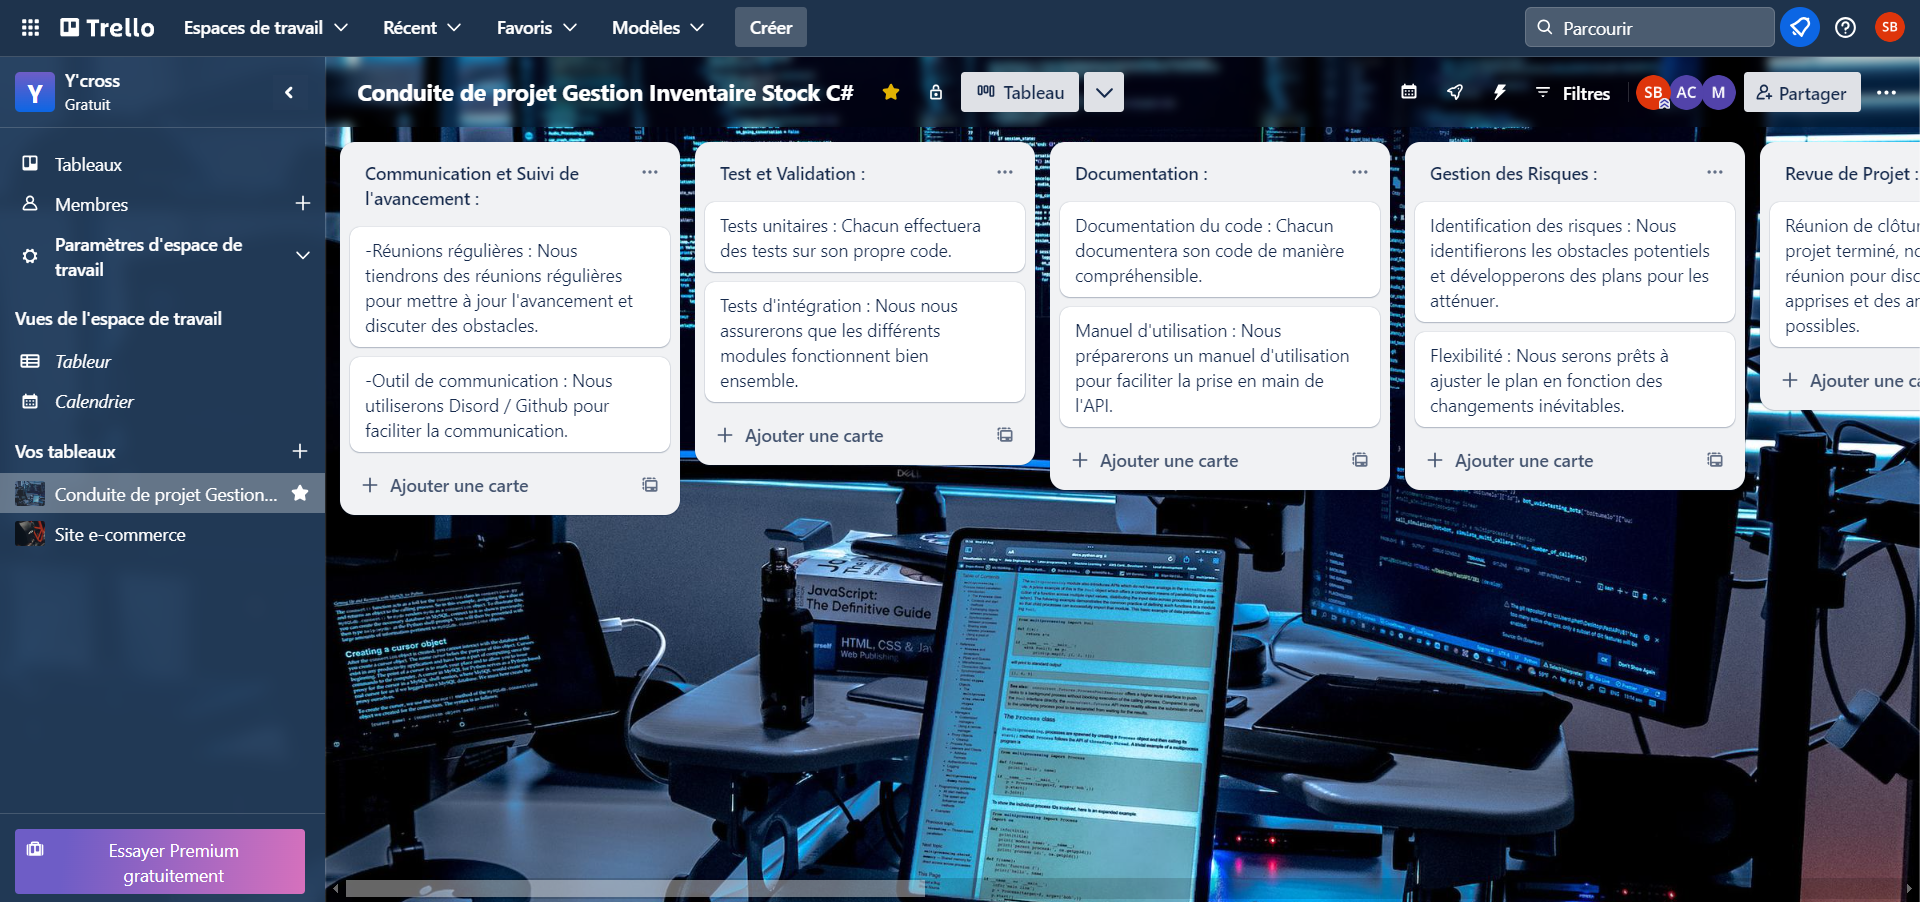 Trello
Espaces de travail
Récent
Favoris
Modèles
Créer
Parcourir
SB
Y
Y'cross
Gratuit
Conduite de projet Gestion Inventaire Stock C#
Tableau
Filtres
SB
AC
M
Partager
Tableaux
Membres
Paramètres d'espace de
travail
Vues de l'espace de travail
Tableur
Calendrier
Vos tableaux
Conduite de projet Gestion...
Site e-commerce
Essayer Premium
gratuitement
Communication et Suivi de
l'avancement :
-Réunions régulières : Nous
tiendrons des réunions régulières
pour mettre à jour l'avancement et
discuter des obstacles.
-Outil de communication : Nous
utiliserons Disord / Github pour
faciliter la communication.
Ajouter une carte
Test et Validation :
Tests unitaires : Chacun effectuera
des tests sur son propre code.
Tests d'intégration : Nous nous
assurerons que les différents
modules fonctionnent bien
ensemble.
Ajouter une carte
Documentation :
Documentation du code : Chacun
documentera son code de manière
compréhensible.
Manuel d'utilisation : Nous
préparerons un manuel d'utilisation
pour faciliter la prise en main de
l'API.
Ajouter une carte
Gestion des Risques :
Identification des risques : Nous
identifierons les obstacles potentiels
et développerons des plans pour les
atténuer.
Flexibilité : Nous serons prêts à
ajuster le plan en fonction des
changements inévitables.
Ajouter une carte
Revue de Projet :
Réunion de clôtur
projet terminé, no
réunion pour disc
apprises et des a
possibles.
Ajouter une ca
DELL
JavaScript:
The Definitive Guide
HTML, CSS & Ja
Web Publishing
Creating a cursor object
The Process class